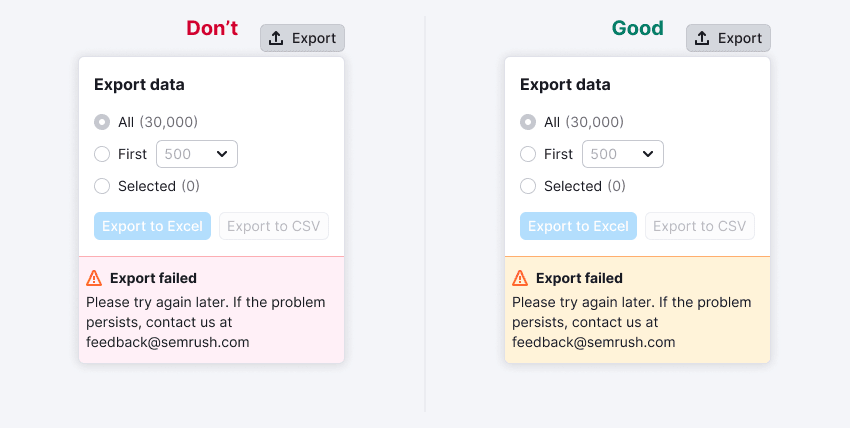 Don’t
Export
Export data
All (30,000)
First 500
Selected (0)
Export to Excel Export to CSV
Export failed
Please try again later. If the problem
persists, contact us at
feedback@semrush.com
Good
Export
Export data
All (30,000)
First 500
Selected (0)
Export to Excel Export to CSV
Export failed
Please try again later. If the problem
persists, contact us at
feedback@semrush.com